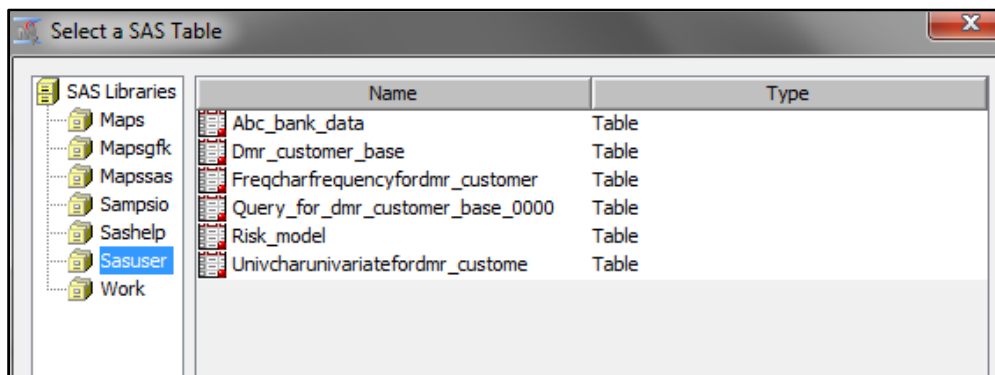 Select a SAS Table
x
SAS Libraries
Maps
Mapsgfk
Mapssas
Sampsio
Sashelp
Sasuser
Work
Name Type
Abc_bank_data Table
Dmr_customer_base Table
Freqcharfrequencyfordmr_customer Table
Query_for_dmr_customer_base_0000 Table
Risk_model Table
Univcharunivariatefordmr_custome Table